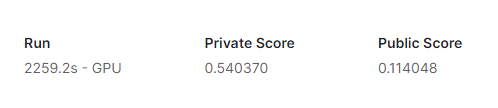 Run Private Score Public Score
2259.2s - GPU 0.540370 0.114048